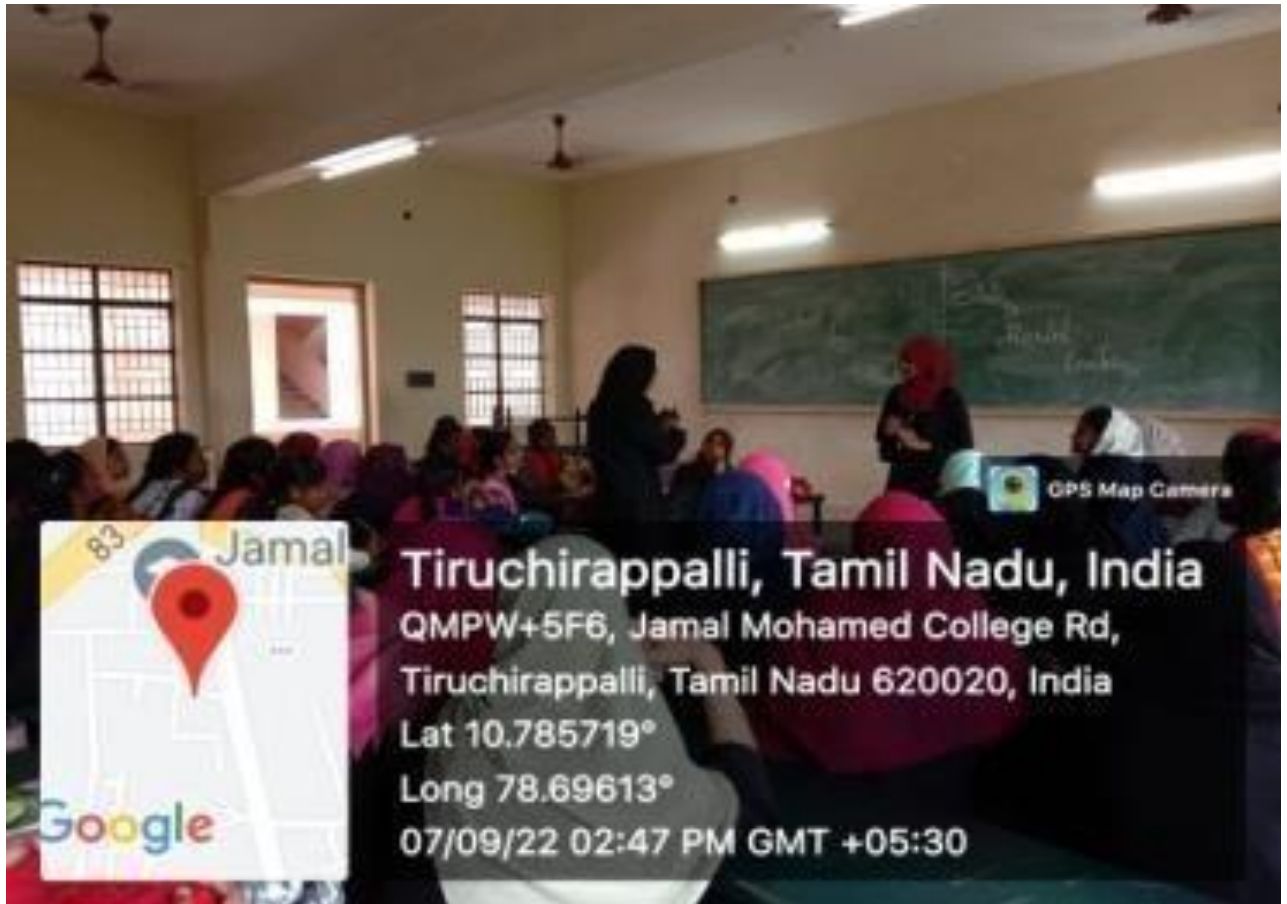 GPS Map Camera
83
Jamal
Google
Tiruchirappalli, Tamil Nadu, India
QMPW+5F6, Jamal Mohamed College Rd,
Tiruchirappalli, Tamil Nadu 620020, India
Lat 10.785719°
Long 78.69613°
07/09/22 02:47 PM GMT +05:30